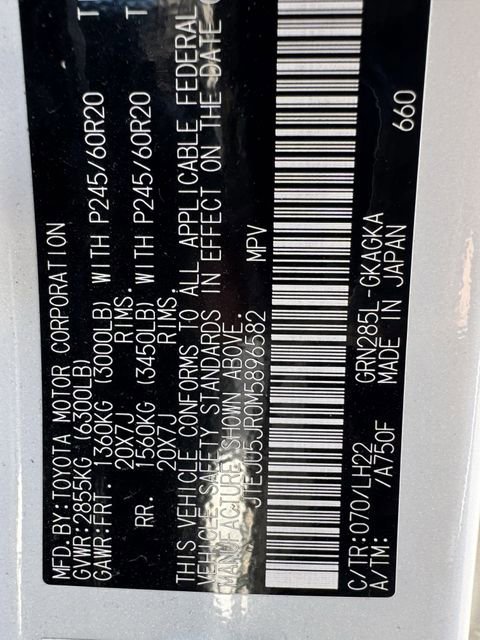 MFD.BY:TOYOTA MOTOR CORPORATION
GVWR:2855KG (6300LB)
GAWR:FRT. 1360KG (3000LB) WITH P245/60R20 T
20X7J RIMS.
RR. 1560KG (3450LB) WITH P245/60R20 T
20X7J RIMS.
THIS VEHICLE CONFORMS TO ALL APPLICABLE FEDERAL
VEHICLE SAFETY STANDARDS IN EFFECT ON THE DATE
MANUFACTURE SHOWN ABOVE.
JTEJU5JR0M5896582 MPV
C/TR:070/LH22 GRN285L-GKAGKA 660
A/TM: /A750F MADE IN JAPAN